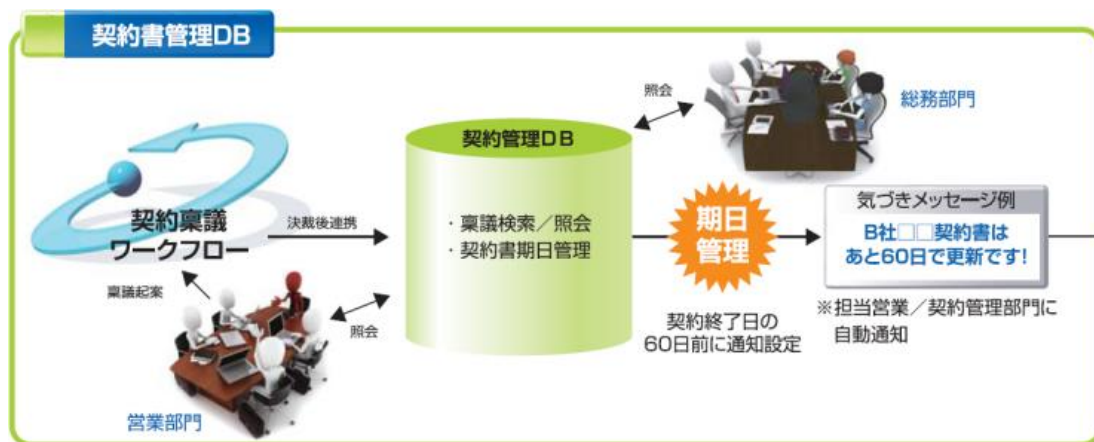 契約書管理DB
照会
総務部門
契約管理DB
・稟議検索／照会
・契約書期日管理
契約稟議
ワークフロー
決裁後連携
期日
管理
気づきメッセージ例
B社□□契約書は
あと60日で更新です!
稟議起案
照会
契約終了日の
60日前に通知設定
※担当営業／契約管理部門に
自動通知
営業部門